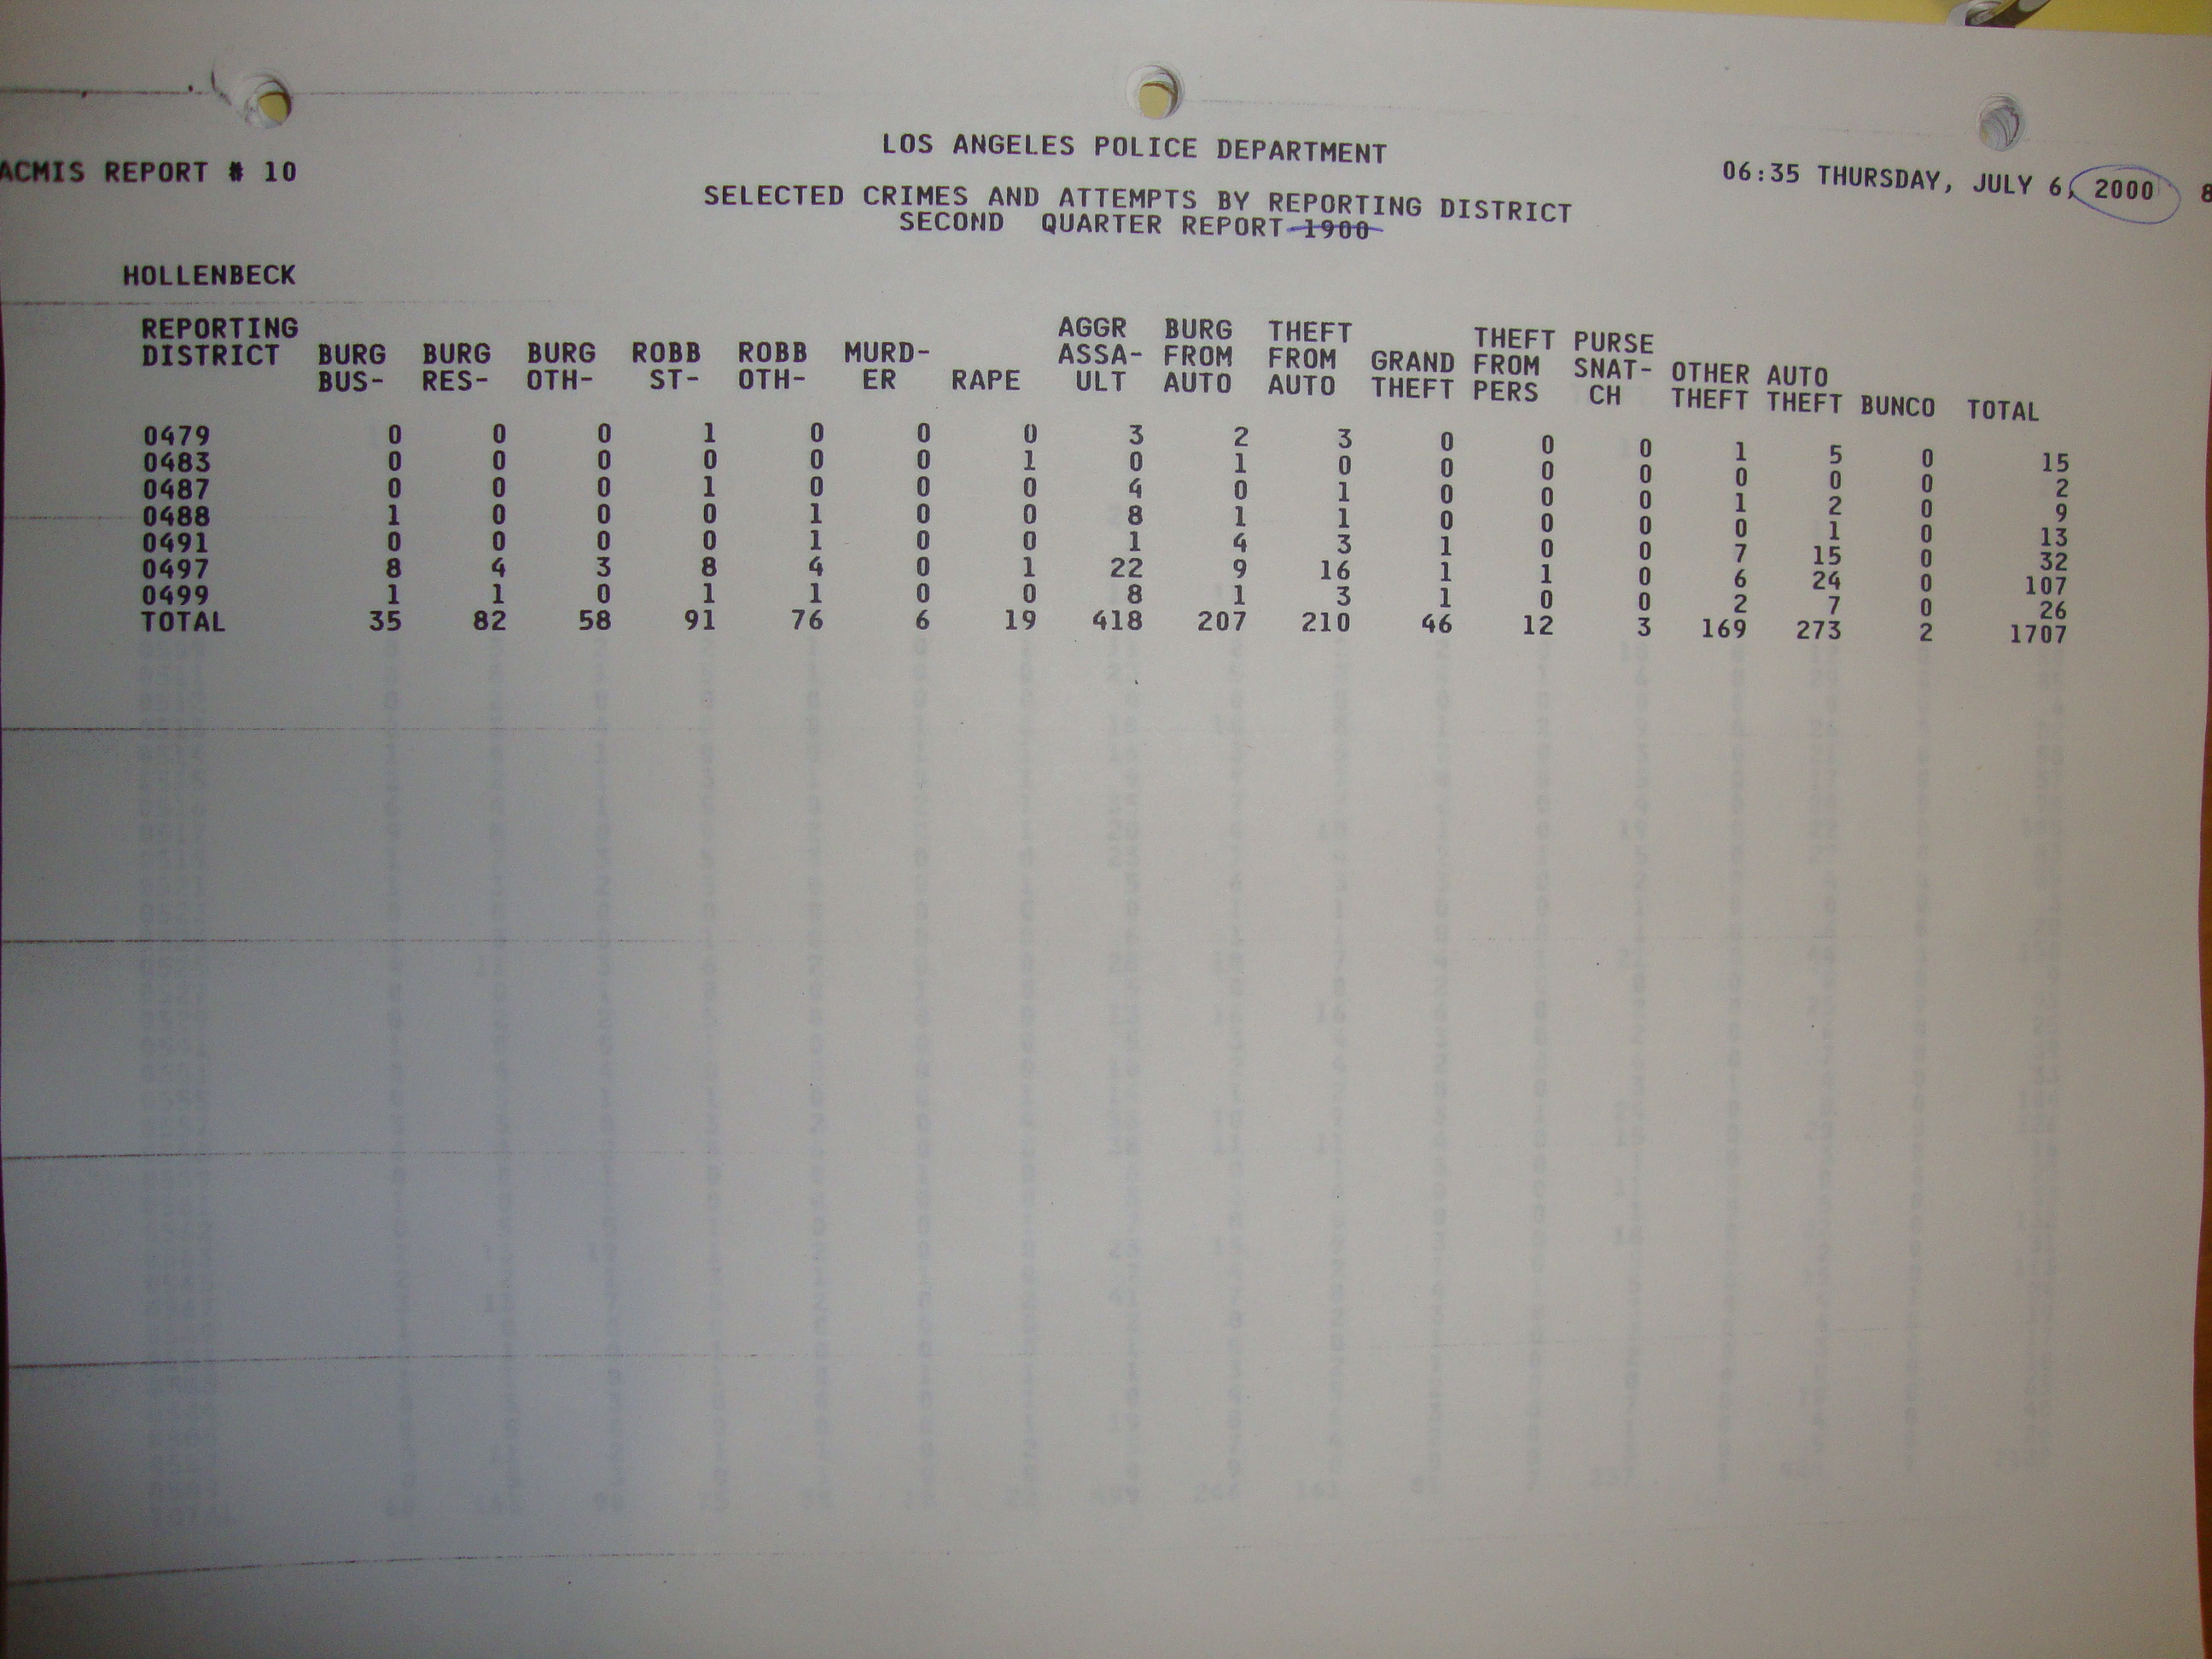 LOS ANGELES POLICE DEPARTMENT
ACMIS REPORT # 10 06:35 THURSDAY, JULY 6, 2000 8
SELECTED CRIMES AND ATTEMPTS BY REPORTING DISTRICT
SECOND QUARTER REPORT 1900
HOLLENBECK
REPORTING AGGR BURG THEFT THEFT PURSE
DISTRICT BURG BURG BURG ROBB ROBB MURD- ASSA- FROM FROM GRAND FROM SNAT- OTHER AUTO
BUS- RES- OTH- ST- OTH- ER RAPE ULT AUTO AUTO THEFT PERS CH THEFT THEFT BUNCO TOTAL
0479 0 0 0 1 0 0 0 3 2 3 0 0 0 1 5 0 15
0483 0 0 0 0 0 0 1 0 1 0 0 0 0 0 0 0 2
0487 0 0 0 1 0 0 0 4 0 1 0 0 0 1 2 0 9
0488 1 0 0 0 1 0 0 8 1 1 0 0 0 0 1 0 13
0491 0 0 0 0 1 0 0 1 4 3 1 0 0 7 15 0 32
0497 8 4 3 8 4 0 1 22 9 16 1 1 0 6 24 0 107
0499 1 1 0 1 1 0 0 8 1 3 1 0 0 2 7 0 26
TOTAL 35 82 58 91 76 6 19 418 207 210 46 12 3 169 273 2 1707